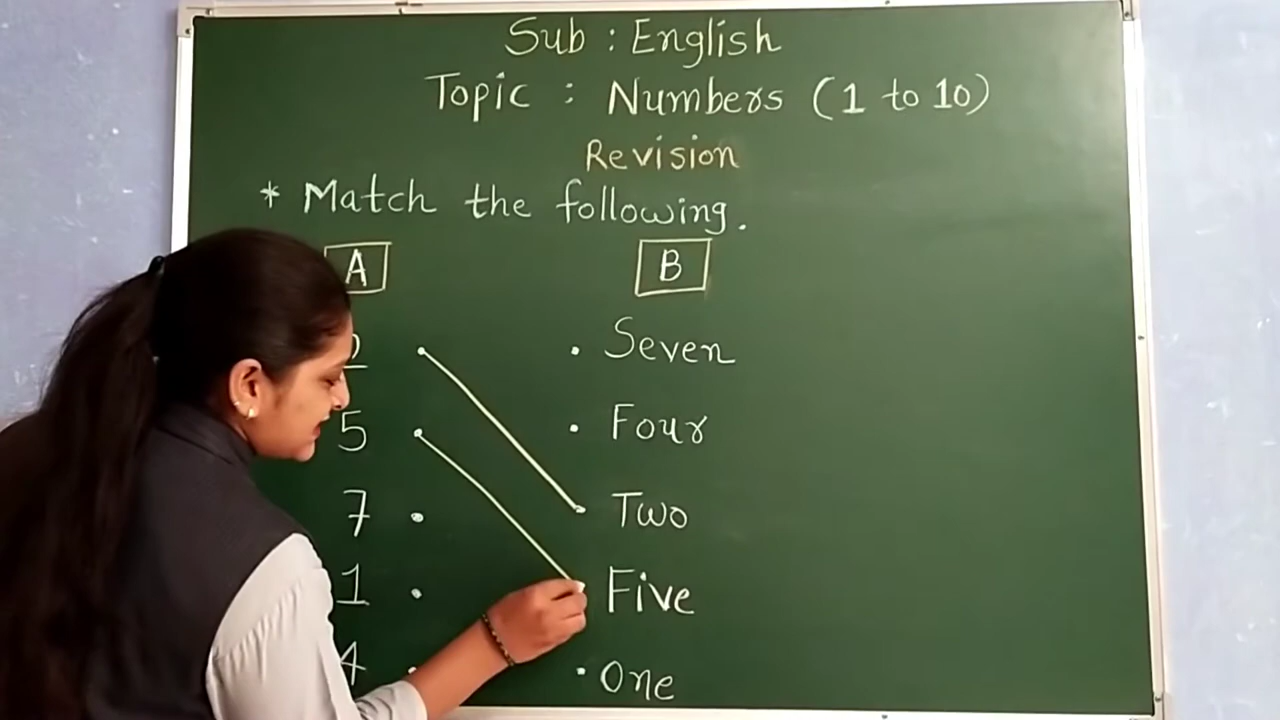 Sub : English
Topic : Numbers (1 to 10)
Revision
* Match the following.
A B
2 . . Seven
5 . . Four
7 . . Two
1 . . Five
4 . . One